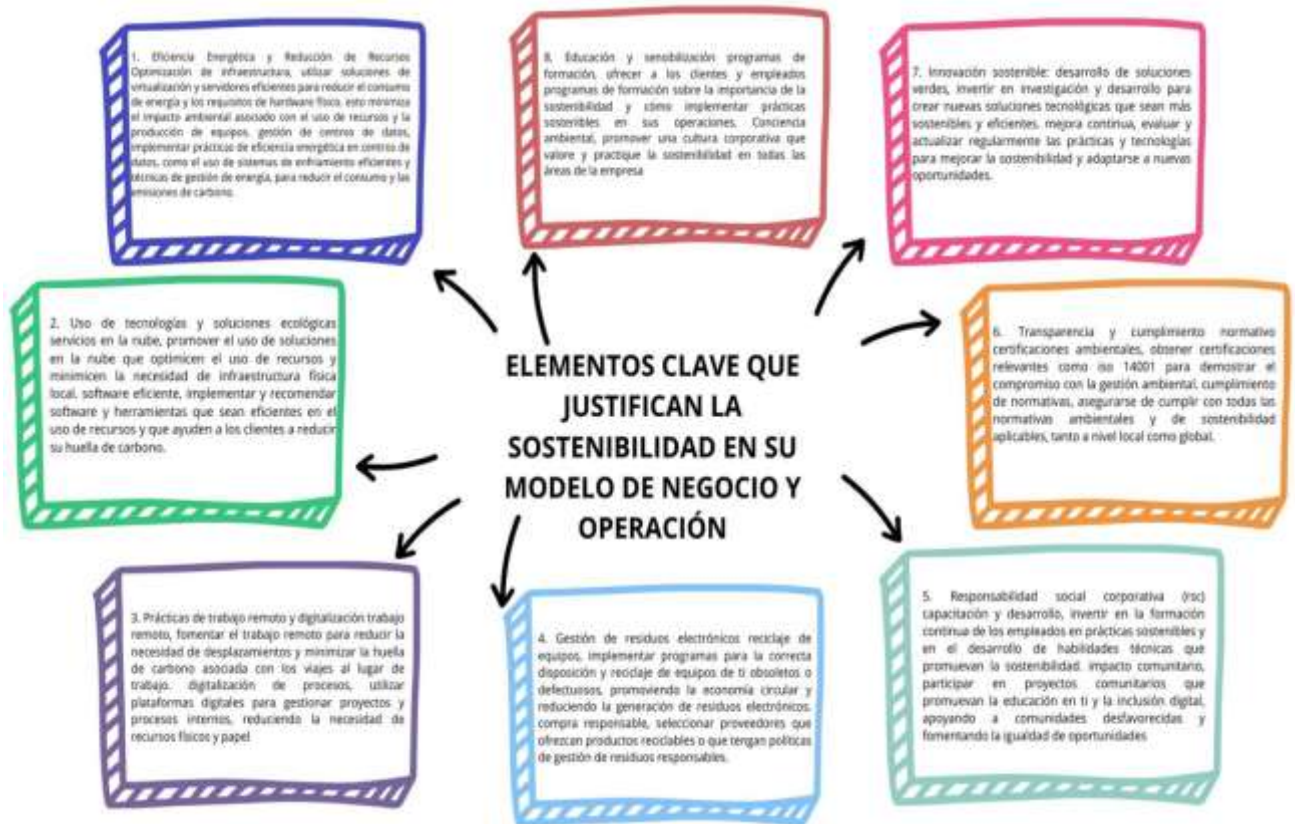 1. Eficiencia Energética y Reducción de Recursos
Optimización de infraestructura, utilizar soluciones de
virtualización y servidores eficientes para reducir el consumo
de energía y los requisitos de hardware físico. esto minimiza
el impacto ambiental asociado con el uso de recursos y la
producción de equipos. gestión de centros de datos,
implementar prácticas de eficiencia energética en centros de
datos, como el uso de sistemas de enfriamiento eficientes y
técnicas de gestión de energía, para reducir el consumo y las
emisiones de carbono.
8. Educación y sensibilización programas de
formación, ofrecer a los clientes y empleados
programas de formación sobre la importancia de la
sostenibilidad y cómo implementar prácticas
sostenibles en sus operaciones. Conciencia
ambiental, promover una cultura corporativa que
valore y practique la sostenibilidad en todas las
áreas de la empresa
7. Innovación sostenible: desarrollo de soluciones
verdes, invertir en investigación y desarrollo para
crear nuevas soluciones tecnológicas que sean más
sostenibles y eficientes. mejora continua, evaluar y
actualizar regularmente las prácticas y tecnologías
para mejorar la sostenibilidad y adaptarse a nuevas
oportunidades.
2. Uso de tecnologías y soluciones ecológicas
servicios en la nube, promover el uso de soluciones
en la nube que optimicen el uso de recursos y
minimicen la necesidad de infraestructura física
local. software eficiente, implementar y recomendar
software y herramientas que sean eficientes en el
uso de recursos y que ayuden a los clientes a reducir
su huella de carbono.
ELEMENTOS CLAVE QUE
JUSTIFICAN LA
SOSTENIBILIDAD EN SU
MODELO DE NEGOCIO Y
OPERACIÓN
6. Transparencia y cumplimiento normativo
certificaciones ambientales, obtener certificaciones
relevantes como iso 14001 para demostrar el
compromiso con la gestión ambiental. cumplimiento
de normativas, asegurarse de cumplir con todas las
normativas ambientales y de sostenibilidad
aplicables, tanto a nivel local como global.
3. Prácticas de trabajo remoto y digitalización trabajo
remoto, fomentar el trabajo remoto para reducir la
necesidad de desplazamientos y minimizar la huella
de carbono asociada con los viajes al lugar de
trabajo. digitalización de procesos, utilizar
plataformas digitales para gestionar proyectos y
procesos internos, reduciendo la necesidad de
recursos físicos y papel
4. Gestión de residuos electrónicos reciclaje de
equipos, implementar programas para la correcta
disposición y reciclaje de equipos de ti obsoletos o
defectuosos, promoviendo la economía circular y
reduciendo la generación de residuos electrónicos.
compra responsable, seleccionar proveedores que
ofrezcan productos reciclables o que tengan políticas
de gestión de residuos responsables.
5. Responsabilidad social corporativa (rsc)
capacitación y desarrollo, invertir en la formación
continua de los empleados en prácticas sostenibles y
en el desarrollo de habilidades técnicas que
promuevan la sostenibilidad. impacto comunitario,
participar en proyectos comunitarios que
promuevan la educación en ti y la inclusión digital,
apoyando a comunidades desfavorecidas y
fomentando la igualdad de oportunidades